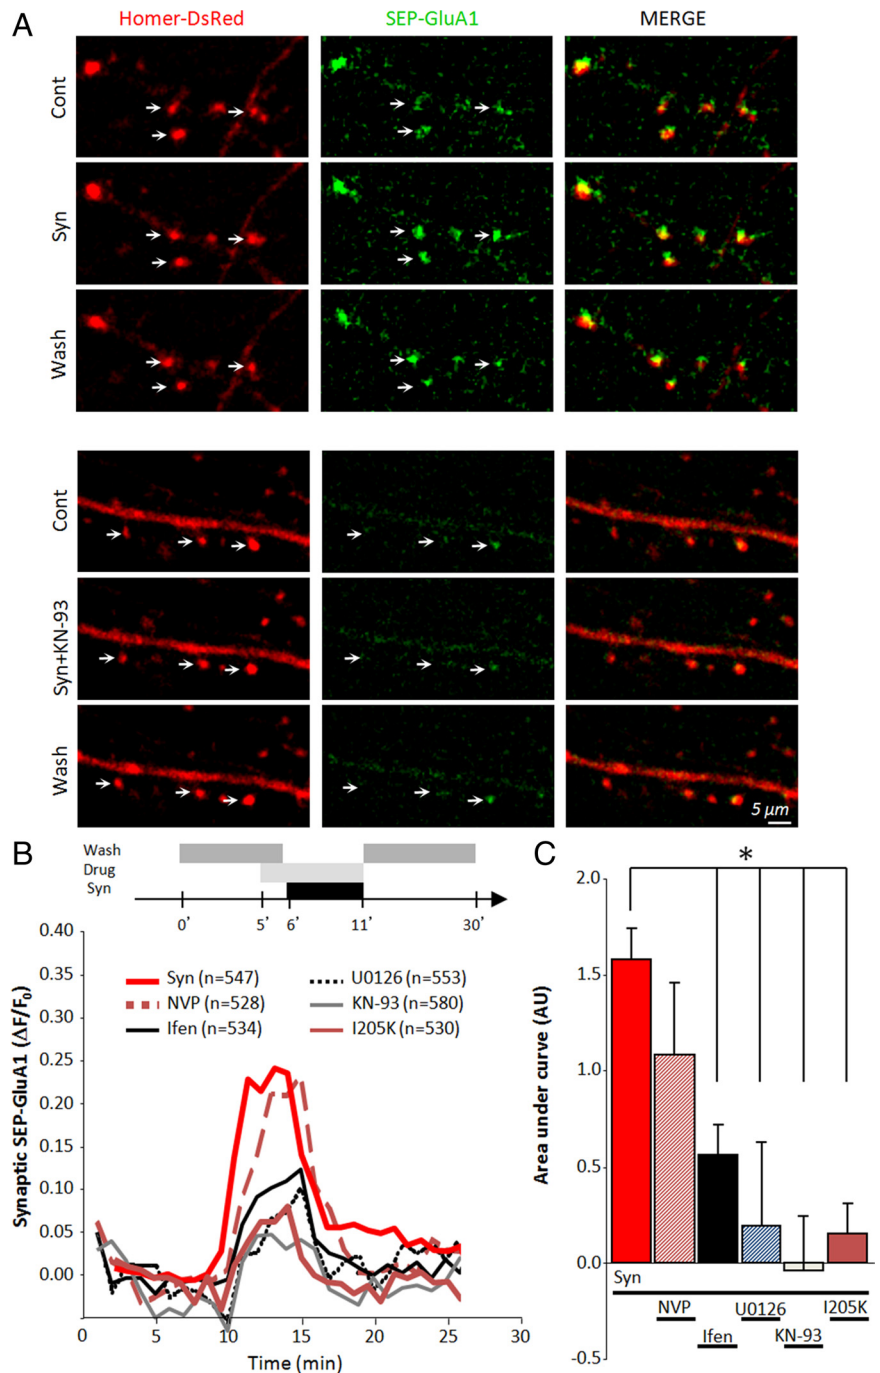 A
Homer-DsRed SEP-GluA1 MERGE
Cont
Syn
Wash
Cont
Syn+KN-93
Wash
5 µm
B
Wash
Drug
Syn
0' 5' 6' 11' 30'
Synaptic SEP-GluA1 (ΔF/F₀)
0.40
0.35
0.30
0.25
0.20
0.15
0.10
0.05
0.00
Syn (n=547)
NVP (n=528)
Ifen (n=534)
U0126 (n=553)
KN-93 (n=580)
I205K (n=530)
0 5 10 15 20 25 30
Time (min)
C
Area under curve (AU)
2.0
1.5
1.0
0.5
0.0
-0.5
*
Syn
NVP
Ifen
U0126
KN-93
I205K